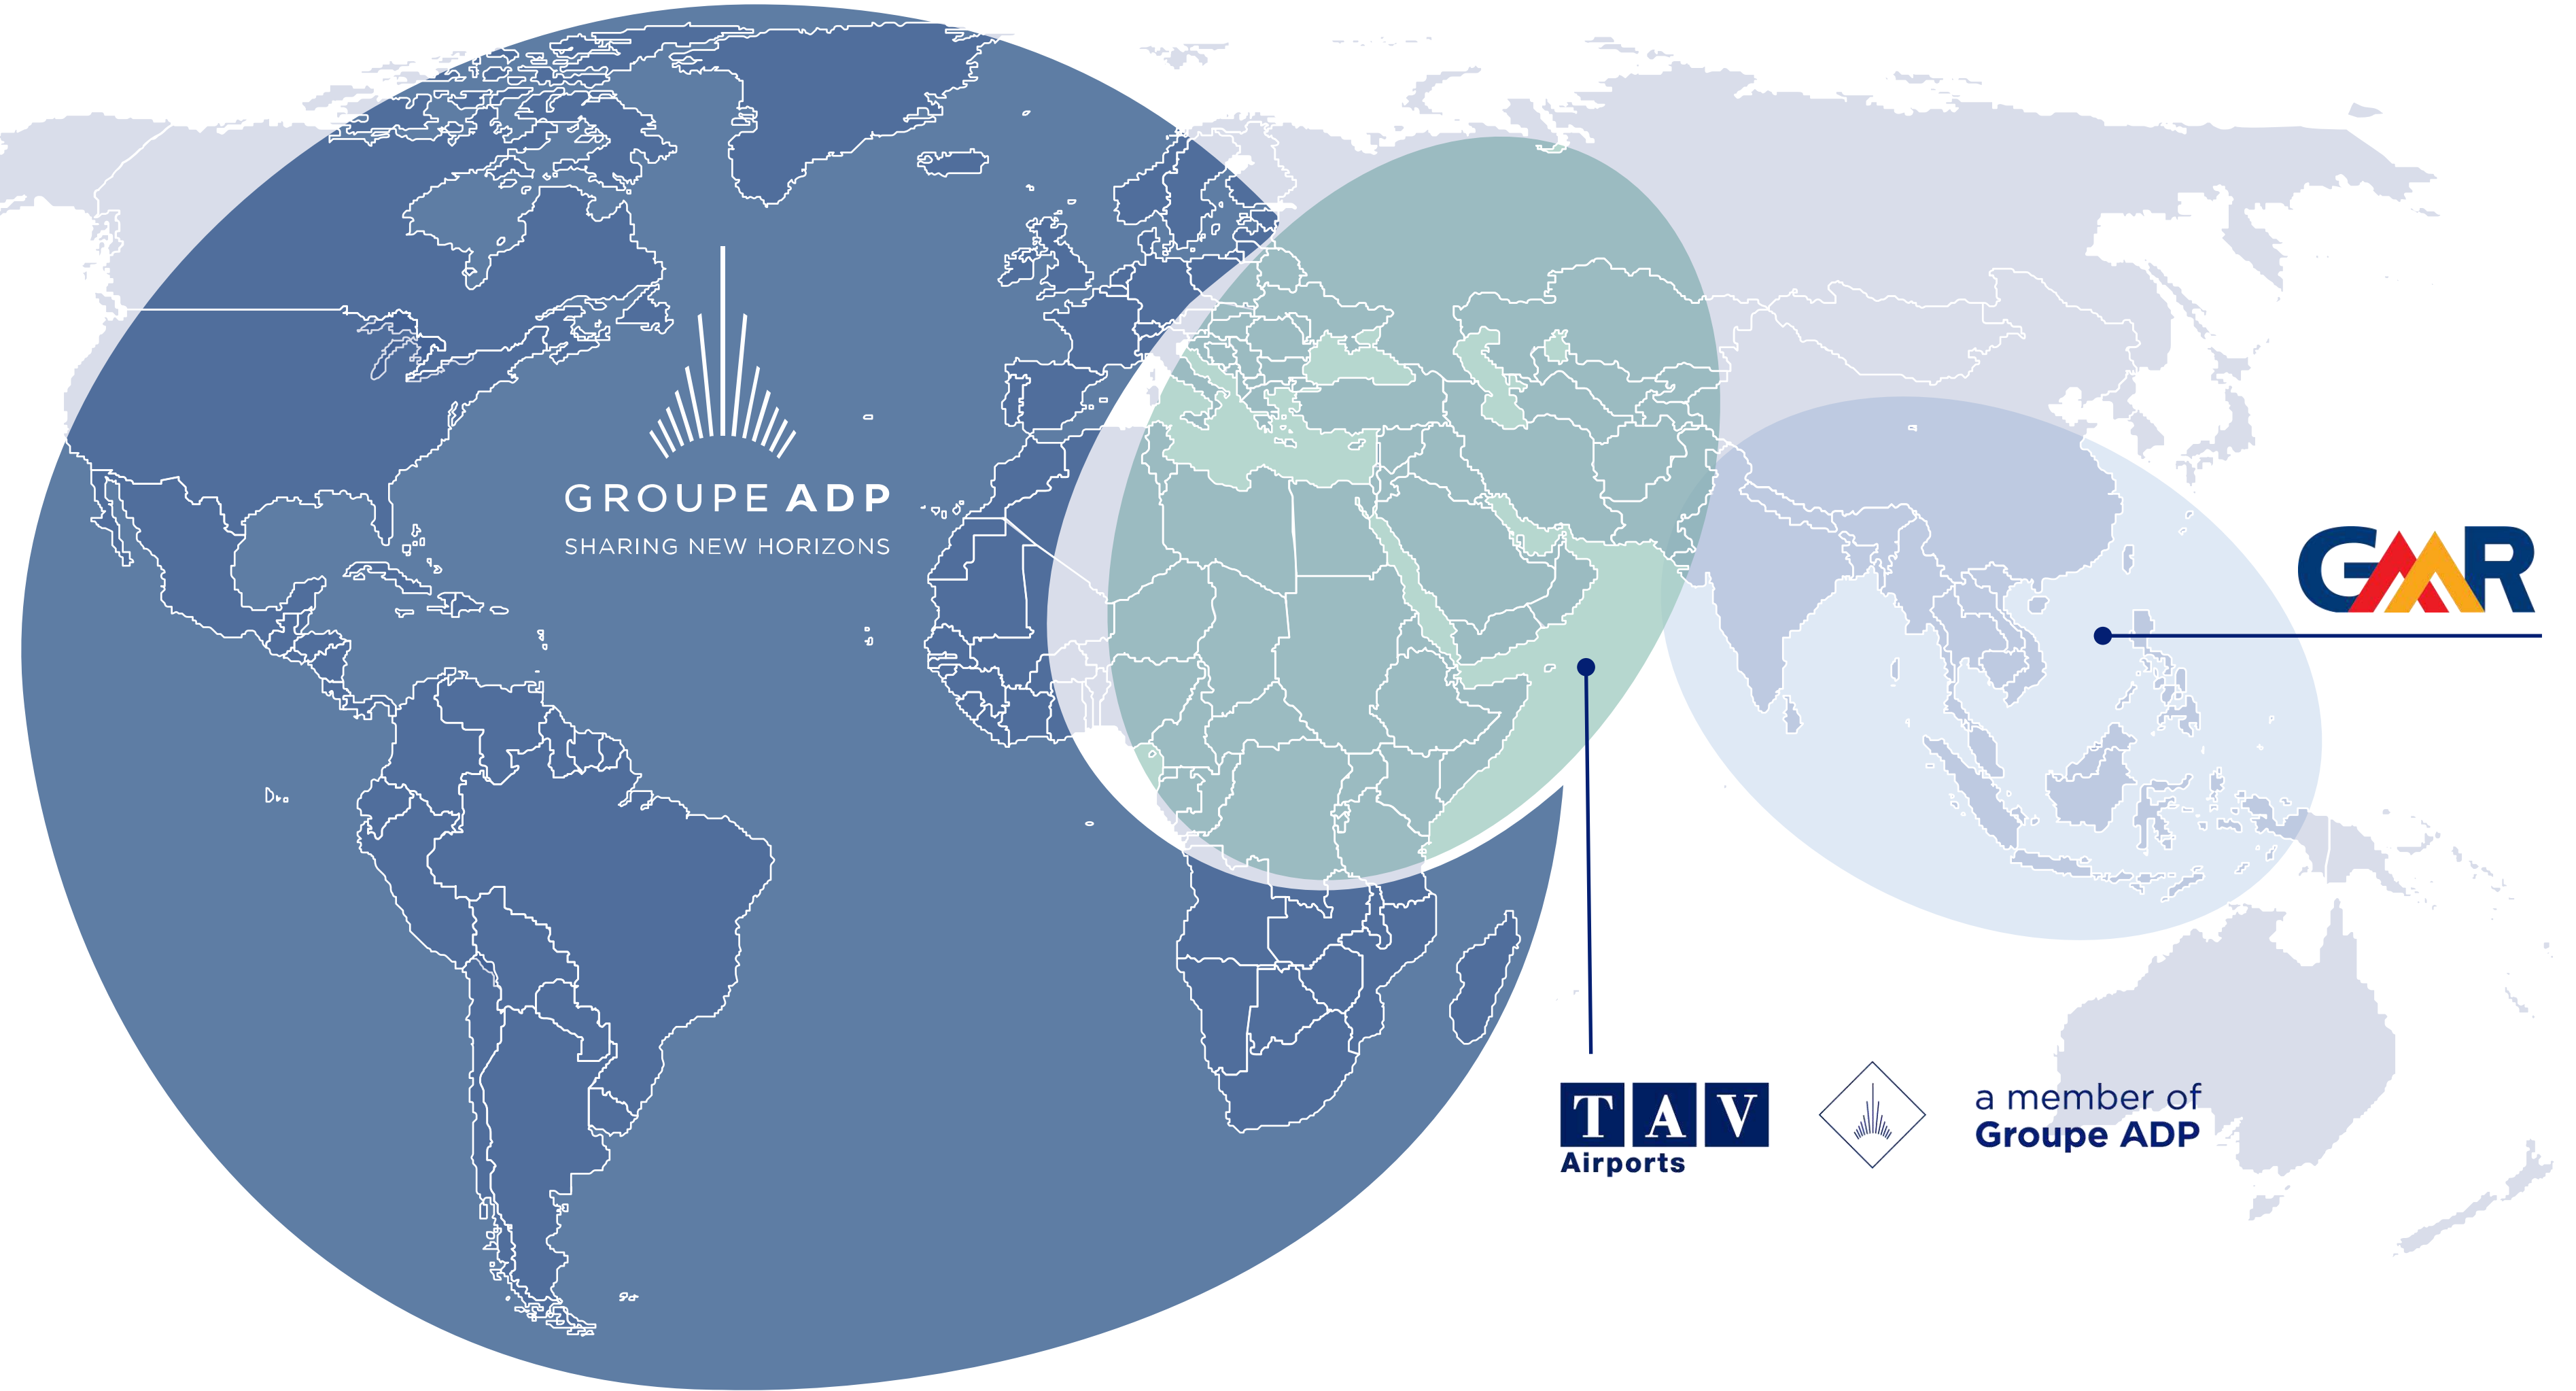 GROUPE ADP
SHARING NEW HORIZONS
GMR
TAV
Airports
a member of
Groupe ADP